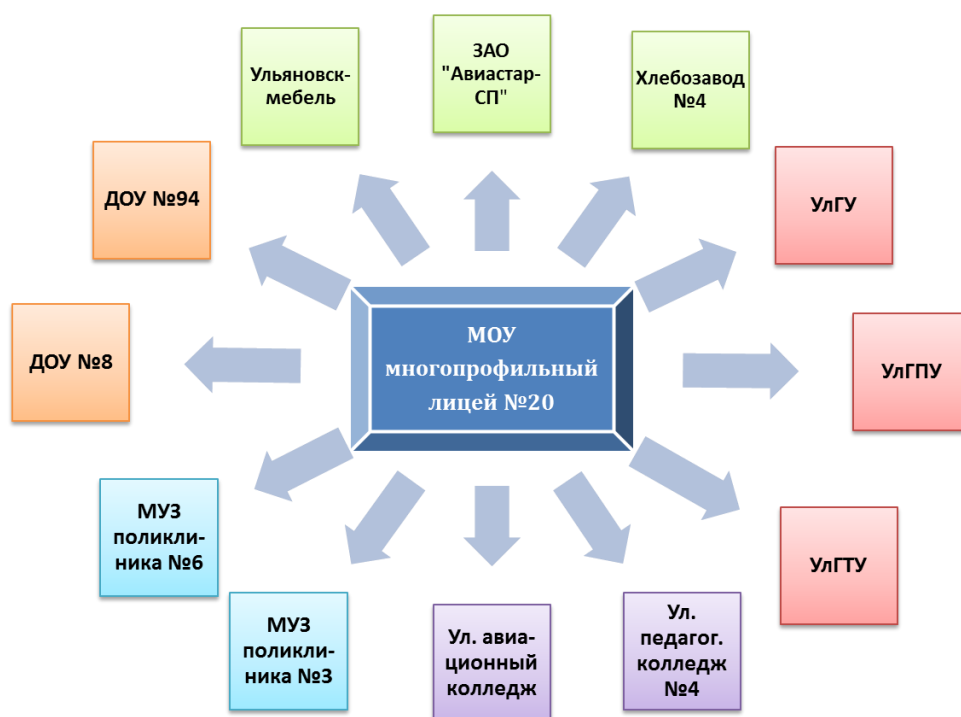 ЗАО
"Авиастар-
СП"
Ульяновск-
мебель
Хлебозавод
№4
ДОУ №94
УлГУ
ДОУ №8
МОУ
многопрофильный
лицей №20
УлГПУ
МУЗ
поликли-
ника №6
УлГТУ
МУЗ
поликли-
ника №3
Ул. авиа-
ционный
колледж
Ул.
педагог.
колледж
№4